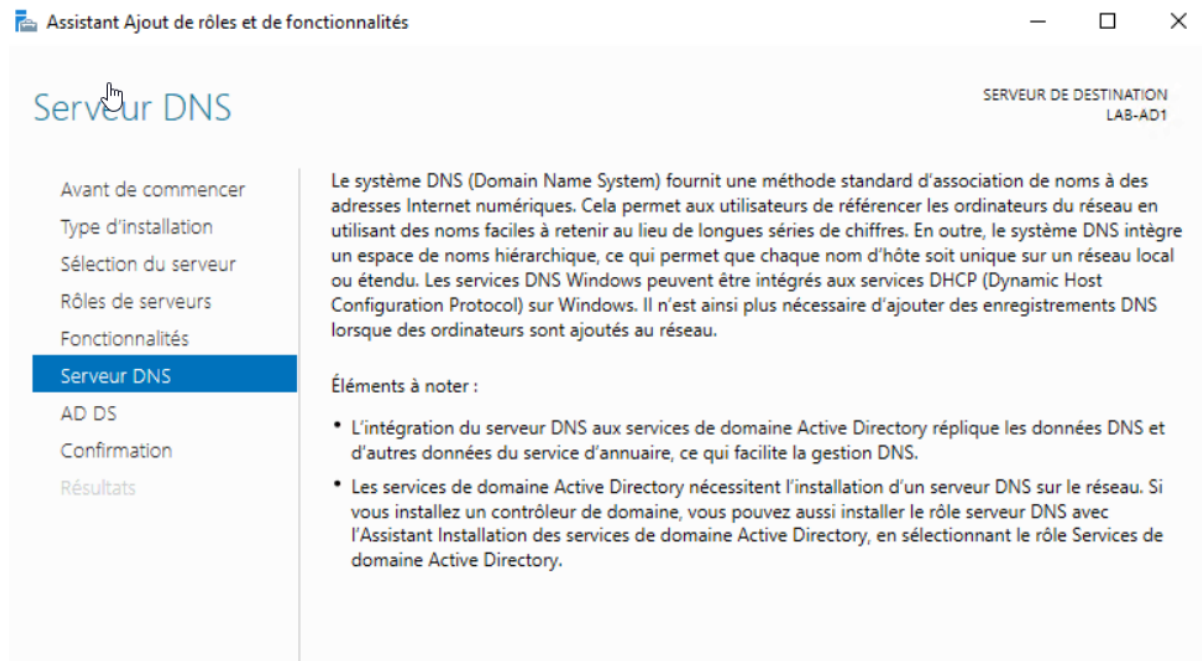 Assistant Ajout de rôles et de fonctionnalités
Serveur DNS
SERVEUR DE DESTINATION
LAB-AD1
Avant de commencer
Type d'installation
Sélection du serveur
Rôles de serveurs
Fonctionnalités
Serveur DNS
AD DS
Confirmation
Résultats
Le système DNS (Domain Name System) fournit une méthode standard d'association de noms à des
adresses Internet numériques. Cela permet aux utilisateurs de référencer les ordinateurs du réseau en
utilisant des noms faciles à retenir au lieu de longues séries de chiffres. En outre, le système DNS intègre
un espace de noms hiérarchique, ce qui permet que chaque nom d'hôte soit unique sur un réseau local
ou étendu. Les services DNS Windows peuvent être intégrés aux services DHCP (Dynamic Host
Configuration Protocol) sur Windows. Il n'est ainsi plus nécessaire d'ajouter des enregistrements DNS
lorsque des ordinateurs sont ajoutés au réseau.
Éléments à noter :
• L'intégration du serveur DNS aux services de domaine Active Directory réplique les données DNS et
d'autres données du service d'annuaire, ce qui facilite la gestion DNS.
• Les services de domaine Active Directory nécessitent l'installation d'un serveur DNS sur le réseau. Si
vous installez un contrôleur de domaine, vous pouvez aussi installer le rôle serveur DNS avec
l'Assistant Installation des services de domaine Active Directory, en sélectionnant le rôle Services de
domaine Active Directory.